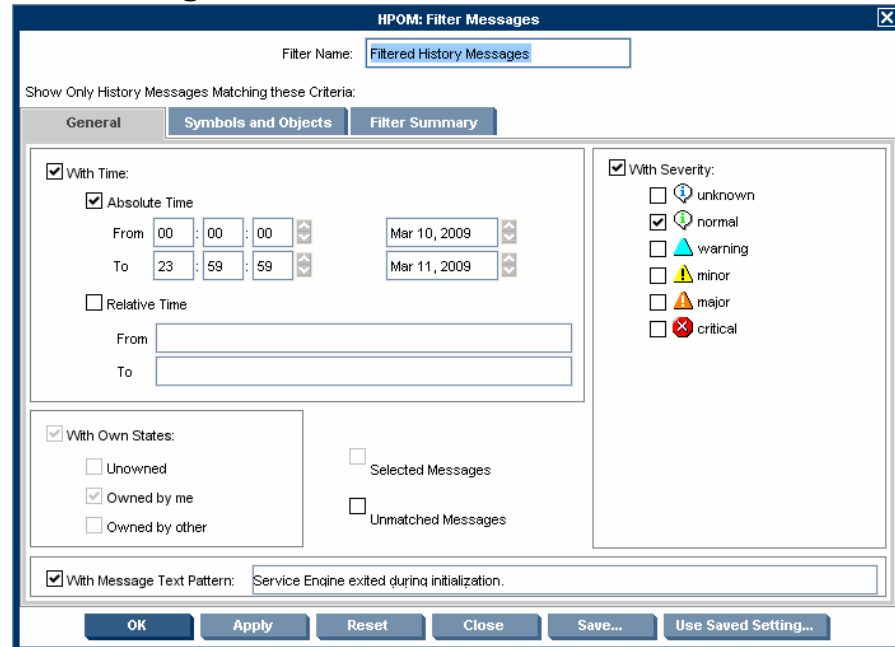 HPOM: Filter Messages
Filter Name: Filtered History Messages
Show Only History Messages Matching these Criteria:
General Symbols and Objects Filter Summary
With Time:
Absolute Time
From 00 : 00 : 00 Mar 10, 2009
To 23 : 59 : 59 Mar 11, 2009
Relative Time
From
To
With Severity:
unknown
normal
warning
minor
major
critical
With Own States:
Unowned
Owned by me
Owned by other
Selected Messages
Unmatched Messages
With Message Text Pattern: Service Engine exited during initialization.
OK Apply Reset Close Save... Use Saved Setting...